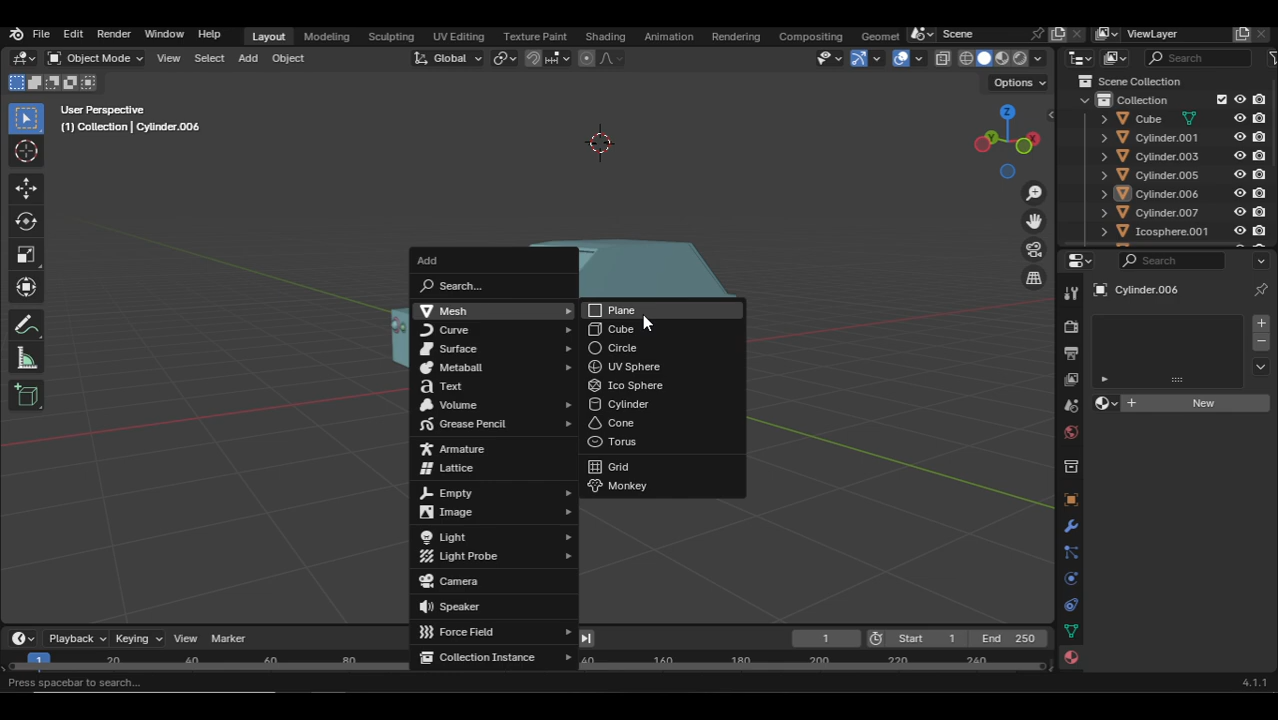 File Edit Render Window Help Layout Modeling Sculpting UV Editing Texture Paint Shading Animation Rendering Compositing Geomet Scene ViewLayer
Object Mode View Select Add Object Global Search
Options
User Perspective
(1) Collection | Cylinder.006
Z
Y
X
Scene Collection
Collection
Cube
Cylinder.001
Cylinder.003
Cylinder.005
Cylinder.006
Cylinder.007
Icosphere.001
Search
Cylinder.006
New
Add
Search...
Mesh
Curve
Surface
Metaball
Text
Volume
Grease Pencil
Armature
Lattice
Empty
Image
Light
Light Probe
Camera
Speaker
Force Field
Collection Instance
Plane
Cube
Circle
UV Sphere
Ico Sphere
Cylinder
Cone
Torus
Grid
Monkey
Playback Keying View Marker 1 Start 1 End 250
1 20 40 60 80 40 160 180 200 220 240
Press spacebar to search... 4.1.1